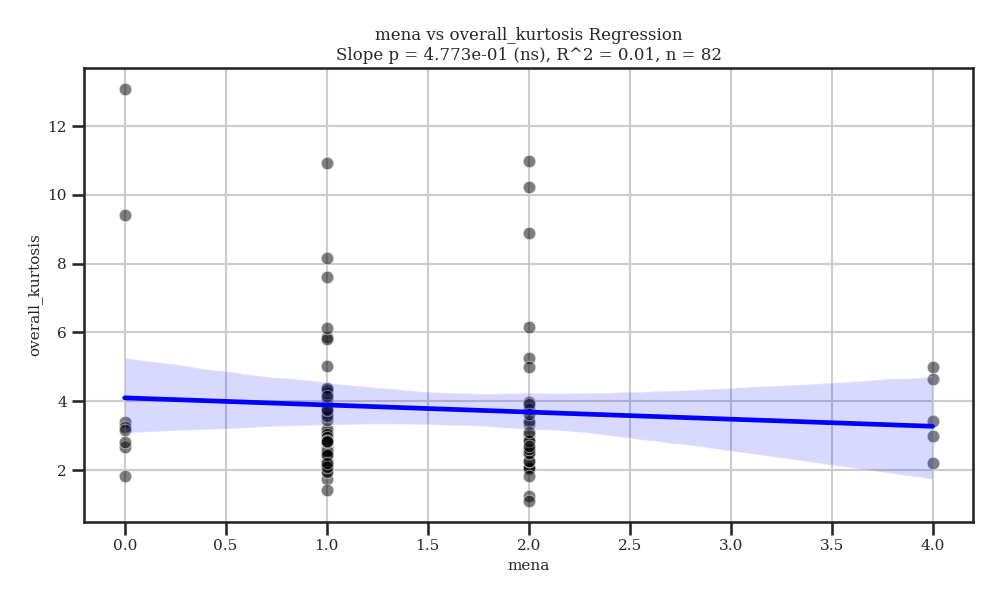 mena vs overall_kurtosis Regression
Slope p = 4.773e-01 (ns), R^2 = 0.01, n = 82
12
10
8
6
4
2
overall_kurtosis
0.0 0.5 1.0 1.5 2.0 2.5 3.0 3.5 4.0
mena